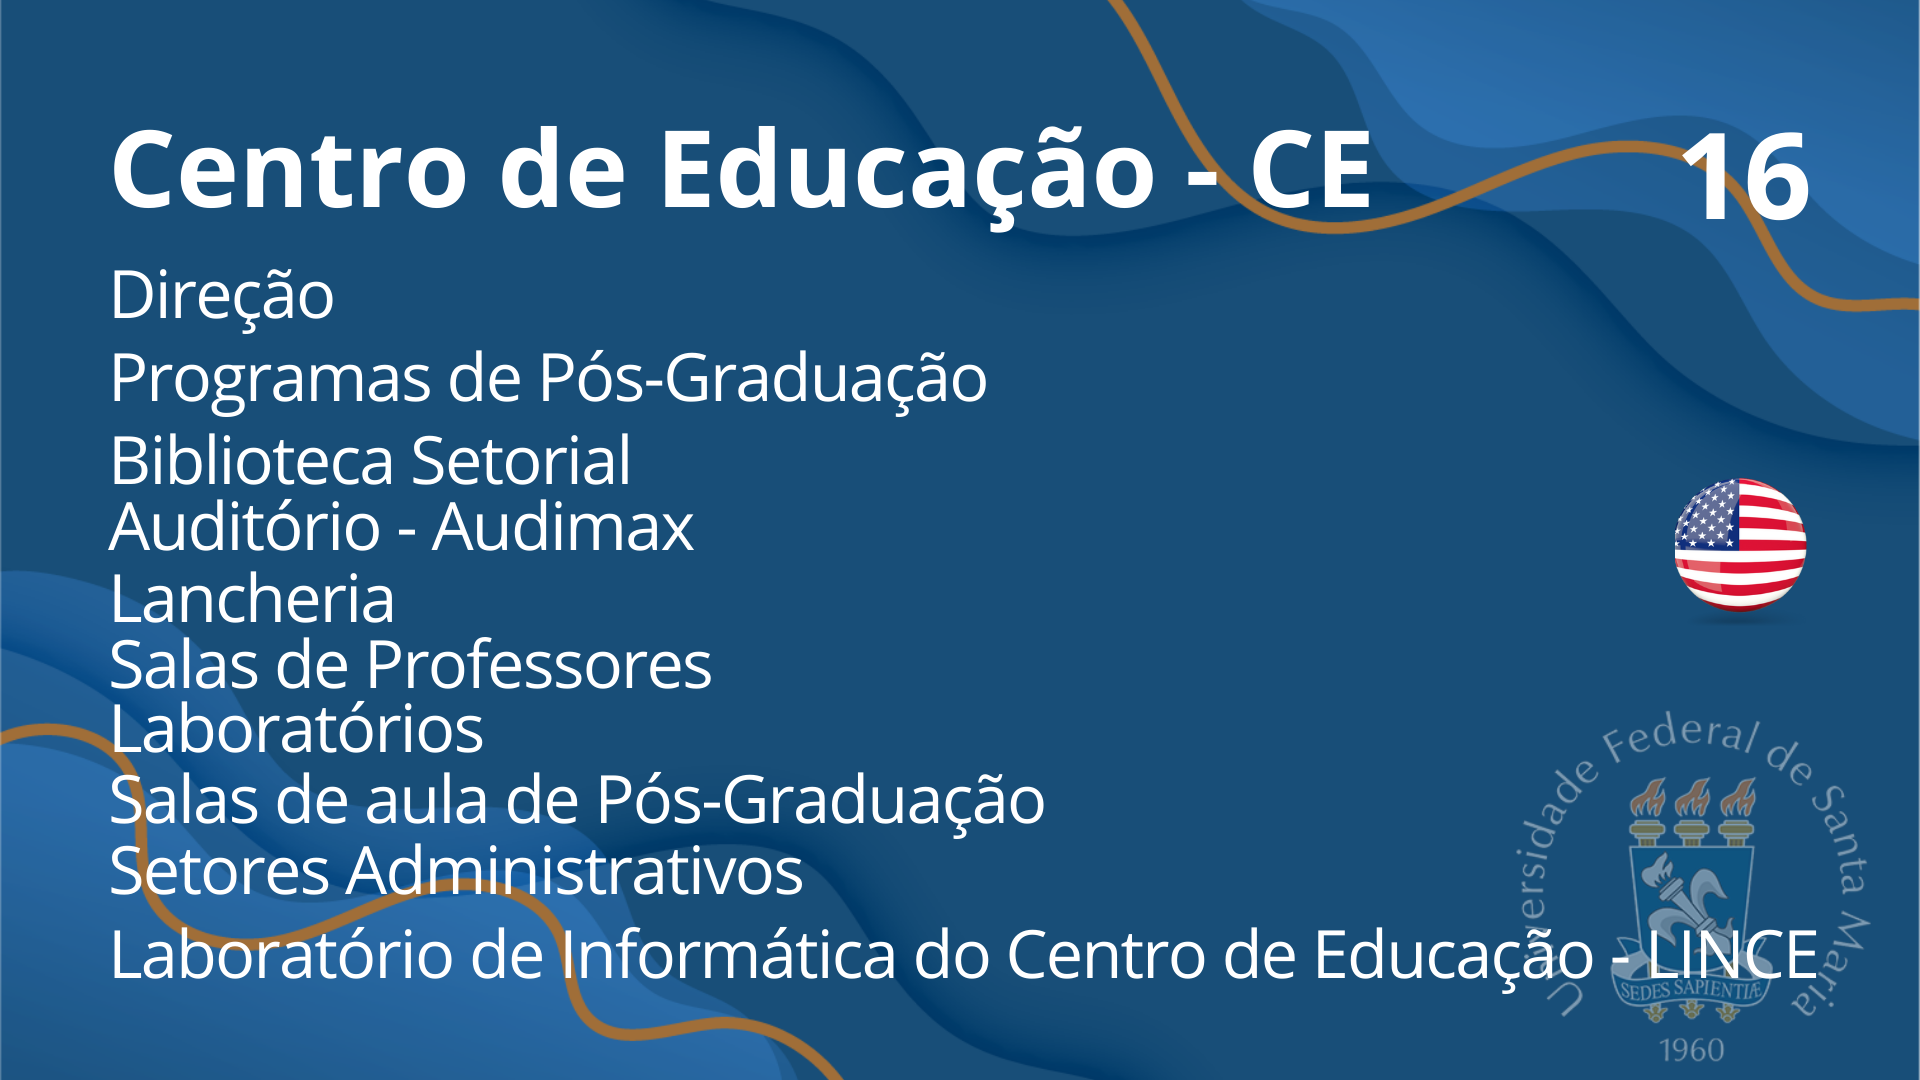 Centro de Educação - CE
16
Direção
Programas de Pós-Graduação
Biblioteca Setorial
Auditório - Audimax
Lancheria
Salas de Professores
Laboratórios
Salas de aula de Pós-Graduação
Setores Administrativos
Laboratório de Informática do Centro de Educação - LINCE
Universidade Federal de Santa Maria
SEDES SAPIENTIÆ
1960